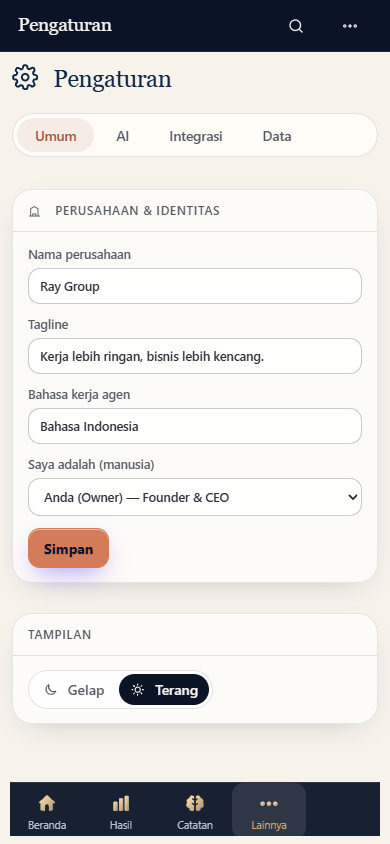 Pengaturan
Pengaturan
Umum AI Integrasi Data
PERUSAHAAN & IDENTITAS
Nama perusahaan
Ray Group
Tagline
Kerja lebih ringan, bisnis lebih kencang.
Bahasa kerja agen
Bahasa Indonesia
Saya adalah (manusia)
Anda (Owner) — Founder & CEO
Simpan
TAMPILAN
Gelap Terang
Beranda Hasil Catatan Lainnya